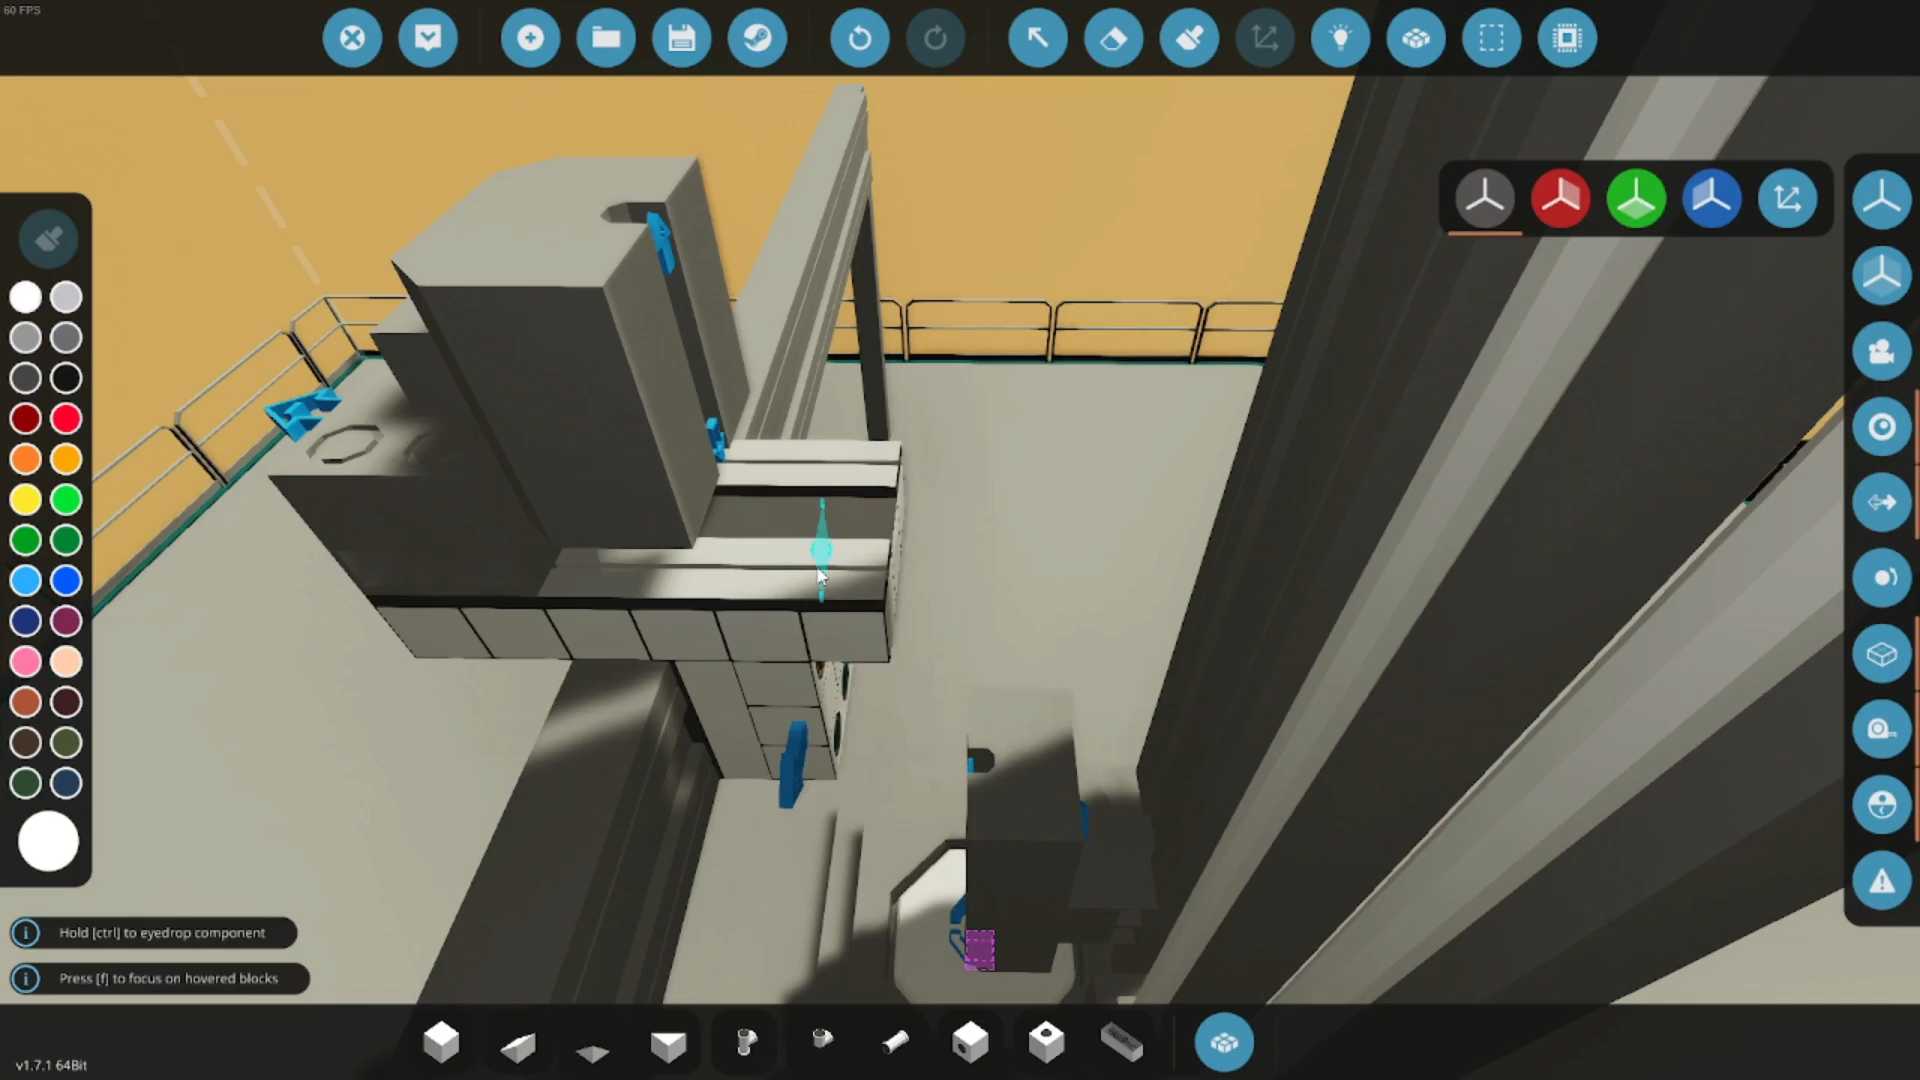 60 FPS
Hold [ctrl] to eyedrop component
Press [f] to focus on hovered blocks
v1.7.1 64Bit